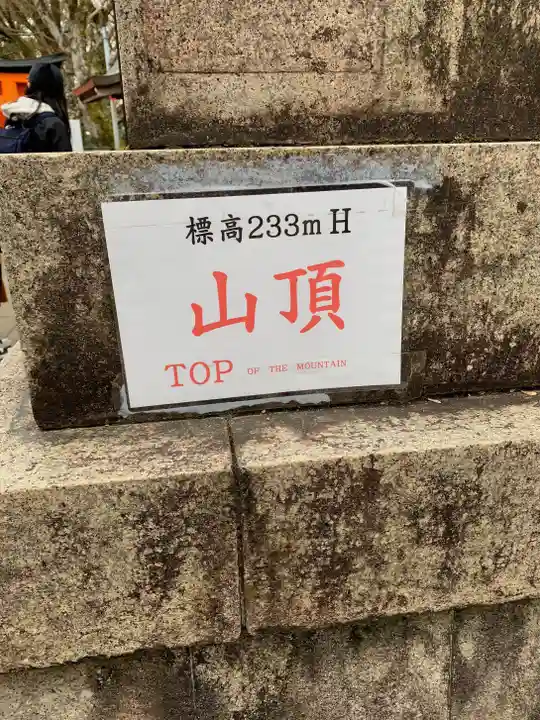 標高233m H
山頂
TOP OF THE MOUNTAIN